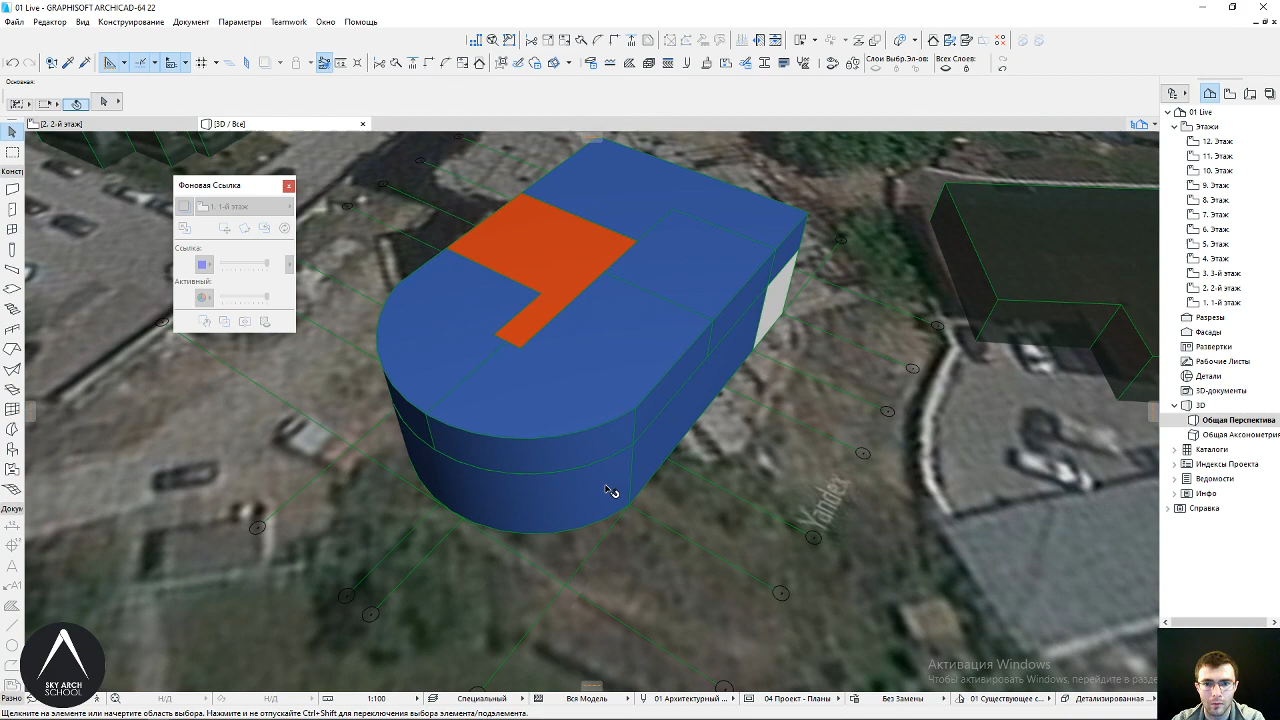 01 Live - GRAPHISOFT ARCHICAD-64 22
Файл Редактор Вид Конструирование Документ Параметры Teamwork Окно Помощь
Слои Выбр.Эл-ов: Всех Слоев:
Основная:
[2. 2-й этаж] [3D / Все]
Констр
Докум
A1
Разно
Фоновая Ссылка
1. 1-й этаж
Ссылка:
Активный:
Yandex
01 Live
Этажи
12. Этаж
11. Этаж
10. Этаж
9. Этаж
8. Этаж
7. Этаж
6. Этаж
5. Этаж
4. Этаж
3. 3-й этаж
2. 2-й этаж
1. 1-й этаж
Разрезы
Фасады
Развертки
Рабочие Листы
Детали
3D-документы
3D
Общая Перспектива
Общая Аксонометрия
Каталоги
Индексы Проекта
Ведомости
Инфо
Справка
SKY ARCH
SCHOOL
Активация Windows
Чтобы активировать Windows, перейдите в разде
Н/Д Н/Д 1:100 Специальный Вся Модель 01 Архитектурный ... 04 Проект - Планы Без Замены 01 Существующее с... Детализированная ...
Щелкните на элементе или начертите область выбора. Нажмите и не отпускайте Ctrl+Shift для переключения выбора элемента/подэлемента.